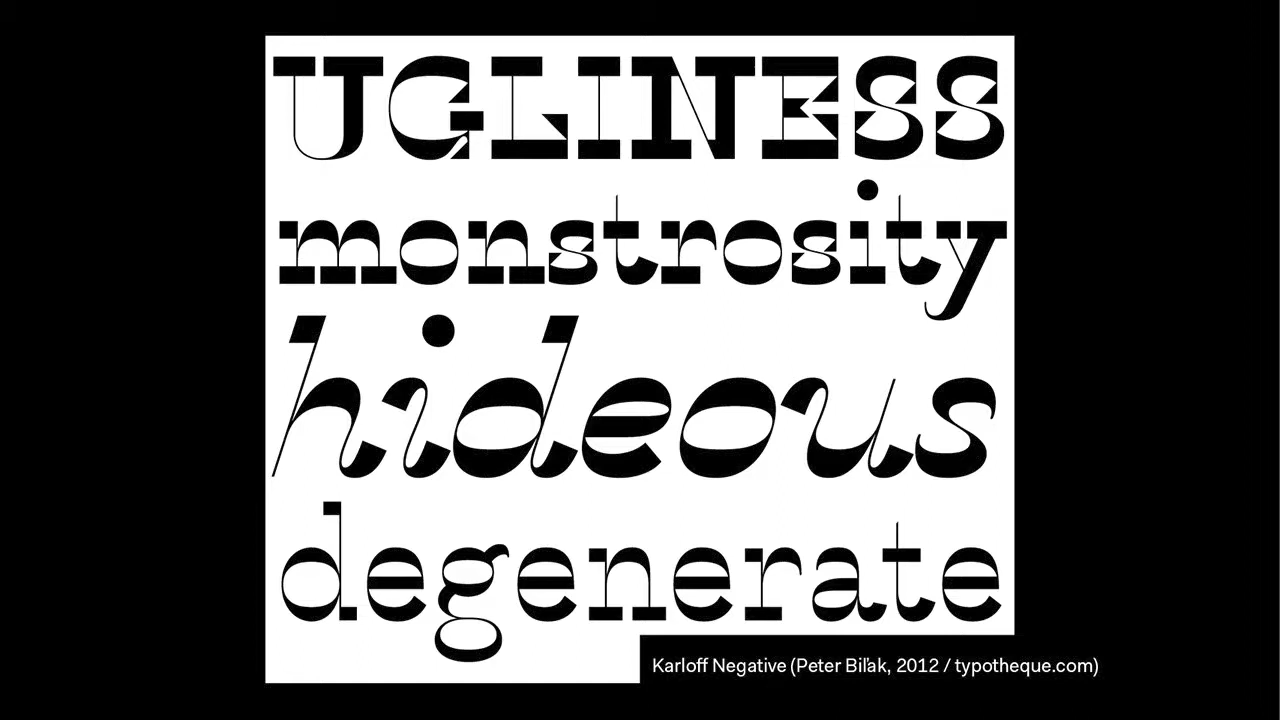 UGLINESS
monstrosity
hideous
degenerate
Karloff Negative (Peter Biľak, 2012 / typotheque.com)